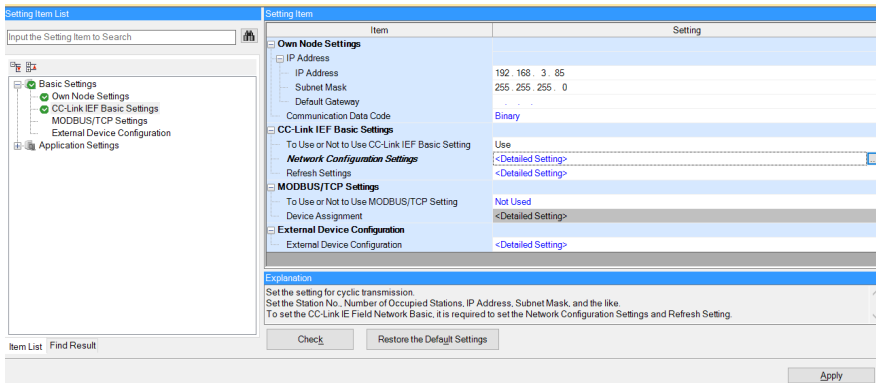 Setting Item List
Input the Setting Item to Search
Basic Settings
Own Node Settings
CC-Link IEF Basic Settings
MODBUS/TCP Settings
External Device Configuration
Application Settings
Item List Find Result
Setting Item
Item Setting
Own Node Settings
IP Address
IP Address 192 . 168 . 3 . 85
Subnet Mask 255 . 255 . 255 . 0
Default Gateway . . .
Communication Data Code Binary
CC-Link IEF Basic Settings
To Use or Not to Use CC-Link IEF Basic Setting Use
Network Configuration Settings <Detailed Setting> ...
Refresh Settings <Detailed Setting>
MODBUS/TCP Settings
To Use or Not to Use MODBUS/TCP Setting Not Used
Device Assignment <Detailed Setting>
External Device Configuration
External Device Configuration <Detailed Setting>
Explanation
Set the setting for cyclic transmission.
Set the Station No., Number of Occupied Stations, IP Address, Subnet Mask, and the like.
To set the CC-Link IE Field Network Basic, it is required to set the Network Configuration Settings and Refresh Setting.
Check Restore the Default Settings
Apply